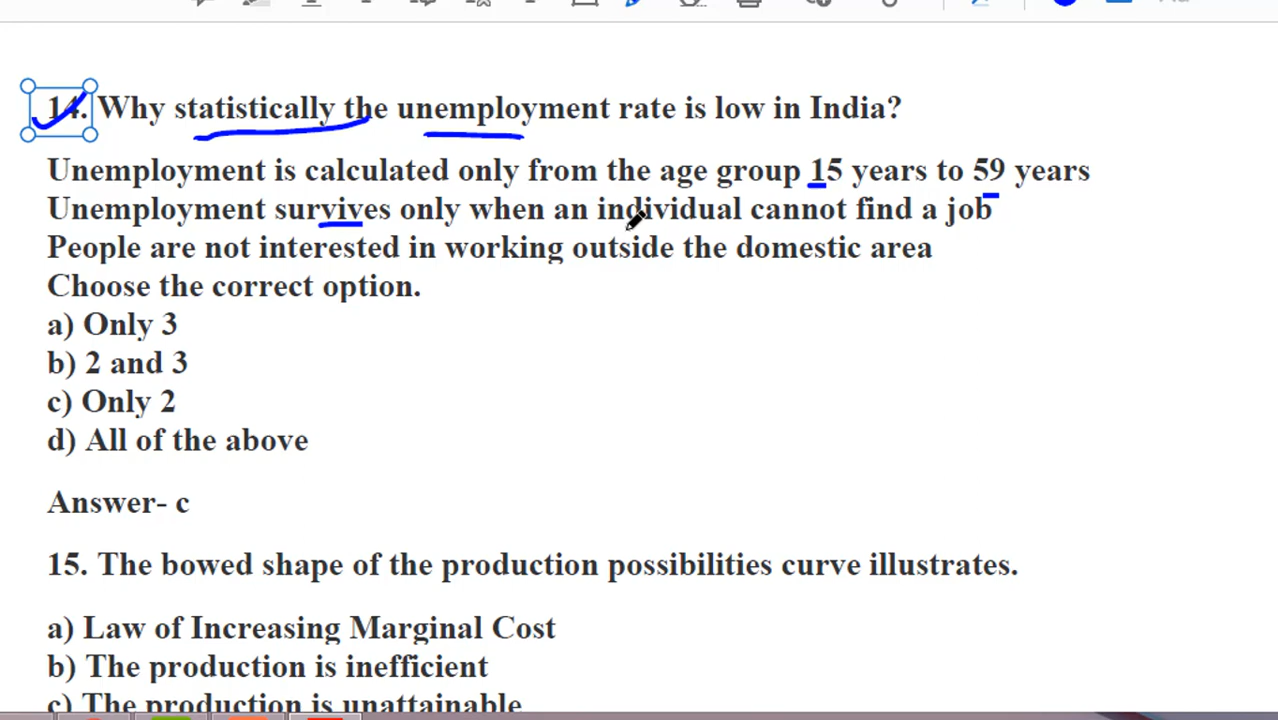 14. Why statistically the unemployment rate is low in India?
Unemployment is calculated only from the age group 15 years to 59 years
Unemployment survives only when an individual cannot find a job
People are not interested in working outside the domestic area
Choose the correct option.
a) Only 3
b) 2 and 3
c) Only 2
d) All of the above
Answer- c
15. The bowed shape of the production possibilities curve illustrates.
a) Law of Increasing Marginal Cost
b) The production is inefficient
c) The production is unattainable